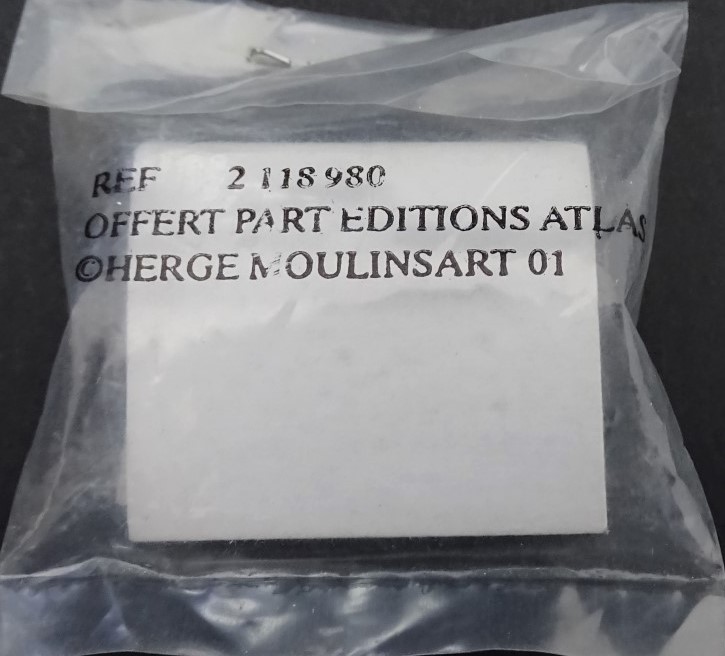 REF 2 118 980
OFFERT PART EDITIONS ATLAS
©HERGE MOULINSART 01